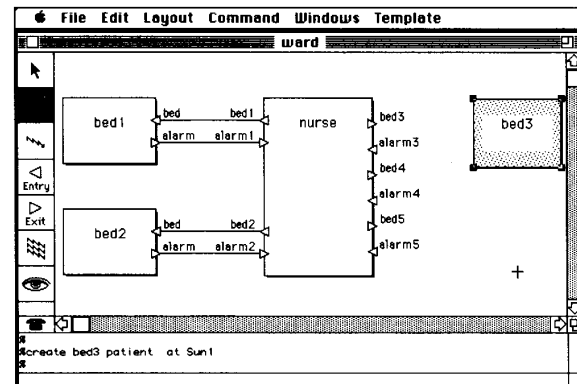 File Edit Layout Command Windows Template
ward
bed1
bed alarm
bed1 alarm1
nurse
bed3
alarm3
bed4
alarm4
bed5
alarm5
bed3
bed2
bed alarm
bed2 alarm2
Entry
Exit
%
%create bed3 patient at Sun1
%